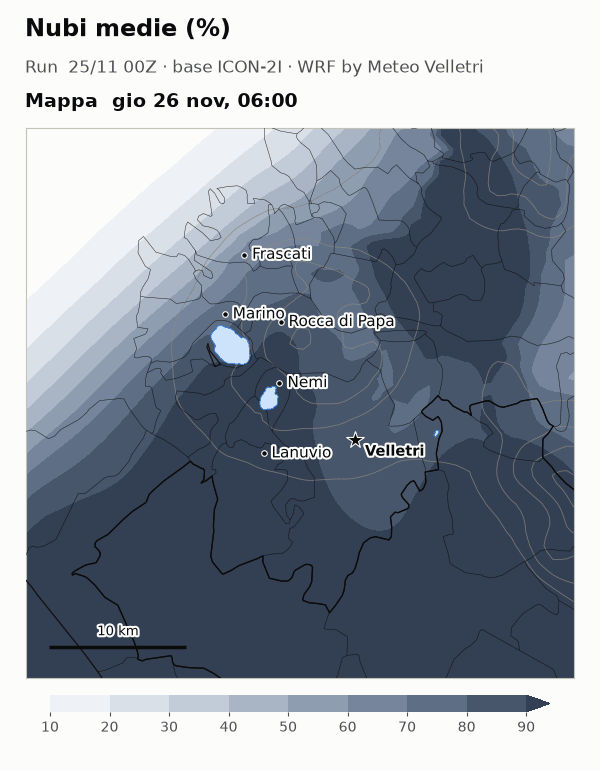 Nubi medie (%)
Run  25/11 00Z · base ICON-2I · WRF by Meteo Velletri
Mappa  gio 26 nov, 06:00
Frascati
Marino
Rocca di Papa
Nemi
Velletri
Lanuvio
10 km
10 20 30 40 50 60 70 80 90